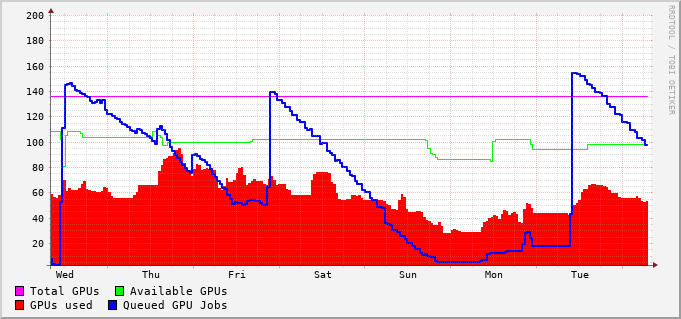 200
180
160
140
120
100
80
60
40
20
Wed Thu Fri Sat Sun Mon Tue
Total GPUs Available GPUs
GPUs used Queued GPU Jobs
RRDTOOL / TOBI OETIKER